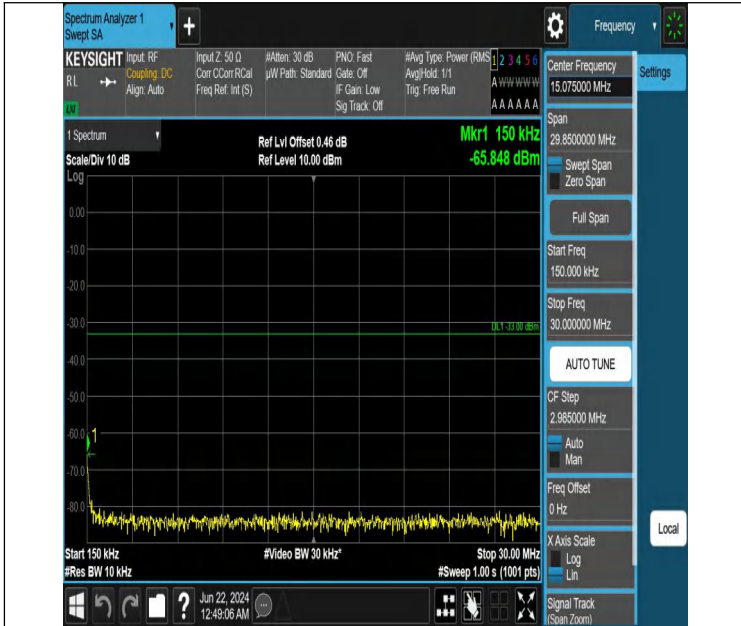 Spectrum Analyzer 1
Swept SA
+
Frequency
KEYSIGHT
RL
LXI
Input: RF
Coupling: DC
Align: Auto
Input Z: 50 Ω
Corr CCorr RCal
Freq Ref: Int (S)
#Atten: 30 dB
µW Path: Standard
PNO: Fast
Gate: Off
IF Gain: Low
Sig Track: Off
#Avg Type: Power (RMS
Avg|Hold: 1/1
Trig: Free Run
1 2 3 4 5 6
A W W W W W
A A A A A A
1 Spectrum
Scale/Div 10 dB
Ref Lvl Offset 0.46 dB
Ref Level 10.00 dBm
Mkr1 150 kHz
-65.848 dBm
Log
0.00
-10.0
-20.0
-30.0
DL1 -33.00 dBm
-40.0
-50.0
-60.0
1
-70.0
-80.0
Start 150 kHz
#Res BW 10 kHz
#Video BW 30 kHz*
Stop 30.00 MHz
#Sweep 1.00 s (1001 pts)
Center Frequency
15.075000 MHz
Settings
Span
29.8500000 MHz
Swept Span
Zero Span
Full Span
Start Freq
150.000 kHz
Stop Freq
30.000000 MHz
AUTO TUNE
CF Step
2.985000 MHz
Auto
Man
Freq Offset
0 Hz
X Axis Scale
Log
Lin
Local
Signal Track
(Span Zoom)
?
Jun 22, 2024
12:49:06 AM